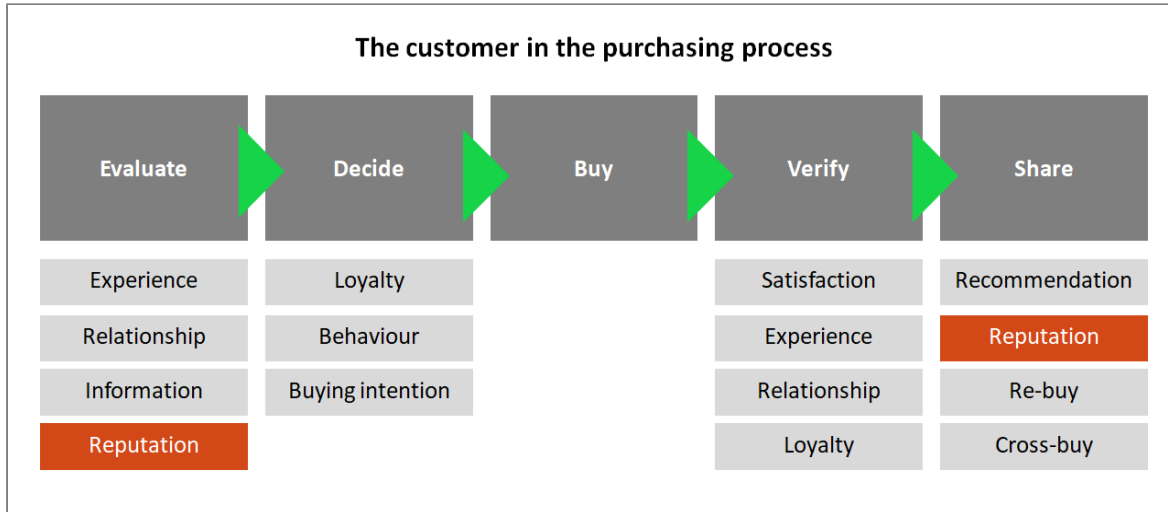 The customer in the purchasing process
Evaluate
Decide
Buy
Verify
Share
Experience
Relationship
Information
Reputation
Loyalty
Behaviour
Buying intention
Satisfaction
Experience
Relationship
Loyalty
Recommendation
Reputation
Re-buy
Cross-buy